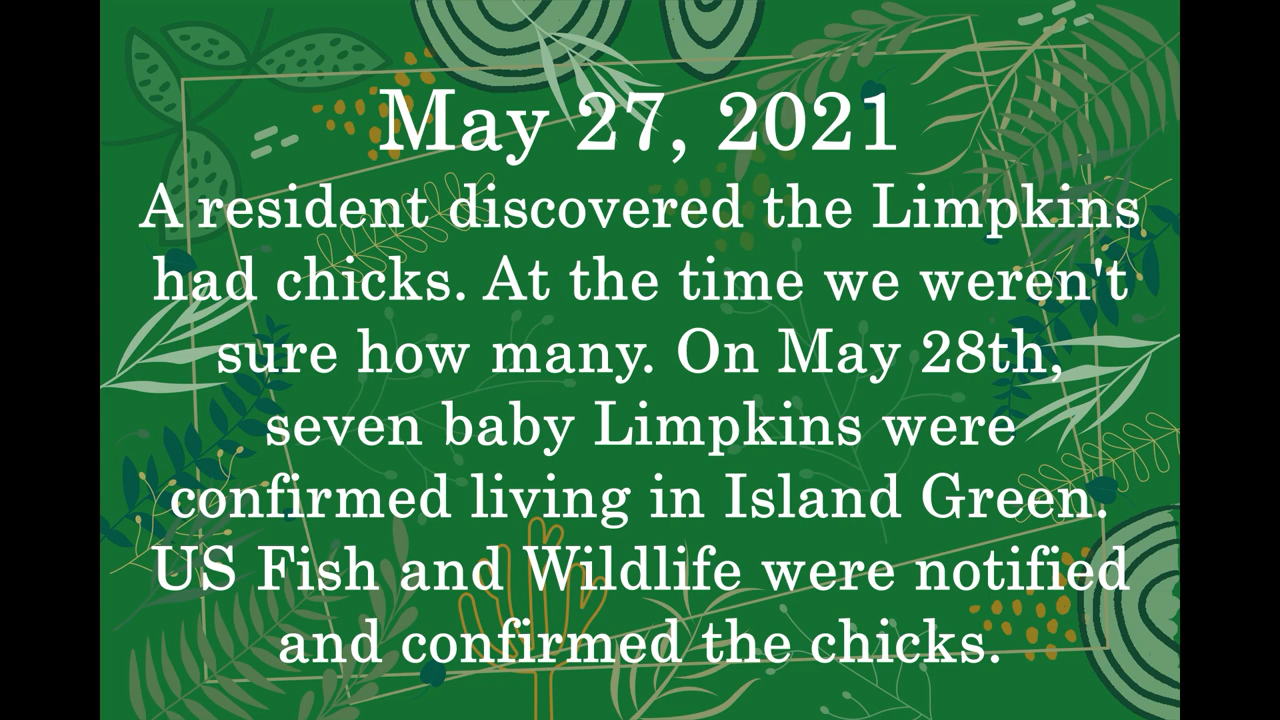 May 27, 2021
A resident discovered the Limpkins
had chicks. At the time we weren't
sure how many. On May 28th,
seven baby Limpkins were
confirmed living in Island Green.
US Fish and Wildlife were notified
and confirmed the chicks.